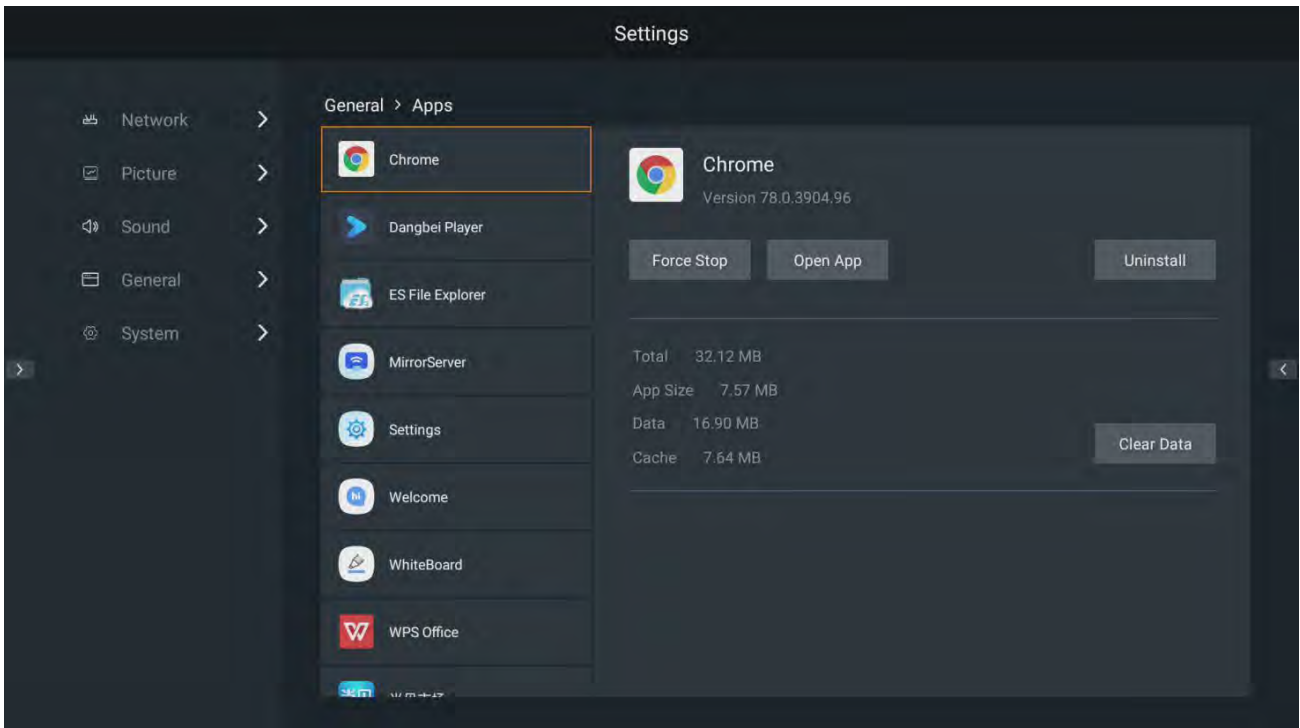 Settings
Network
Picture
Sound
General
System
General > Apps
Chrome
Dangbei Player
ES File Explorer
MirrorServer
Settings
Welcome
WhiteBoard
WPS Office
Chrome
Version 78.0.3904.96
Force Stop
Open App
Uninstall
Total 32.12 MB
App Size 7.57 MB
Data 16.90 MB
Cache 7.64 MB
Clear Data